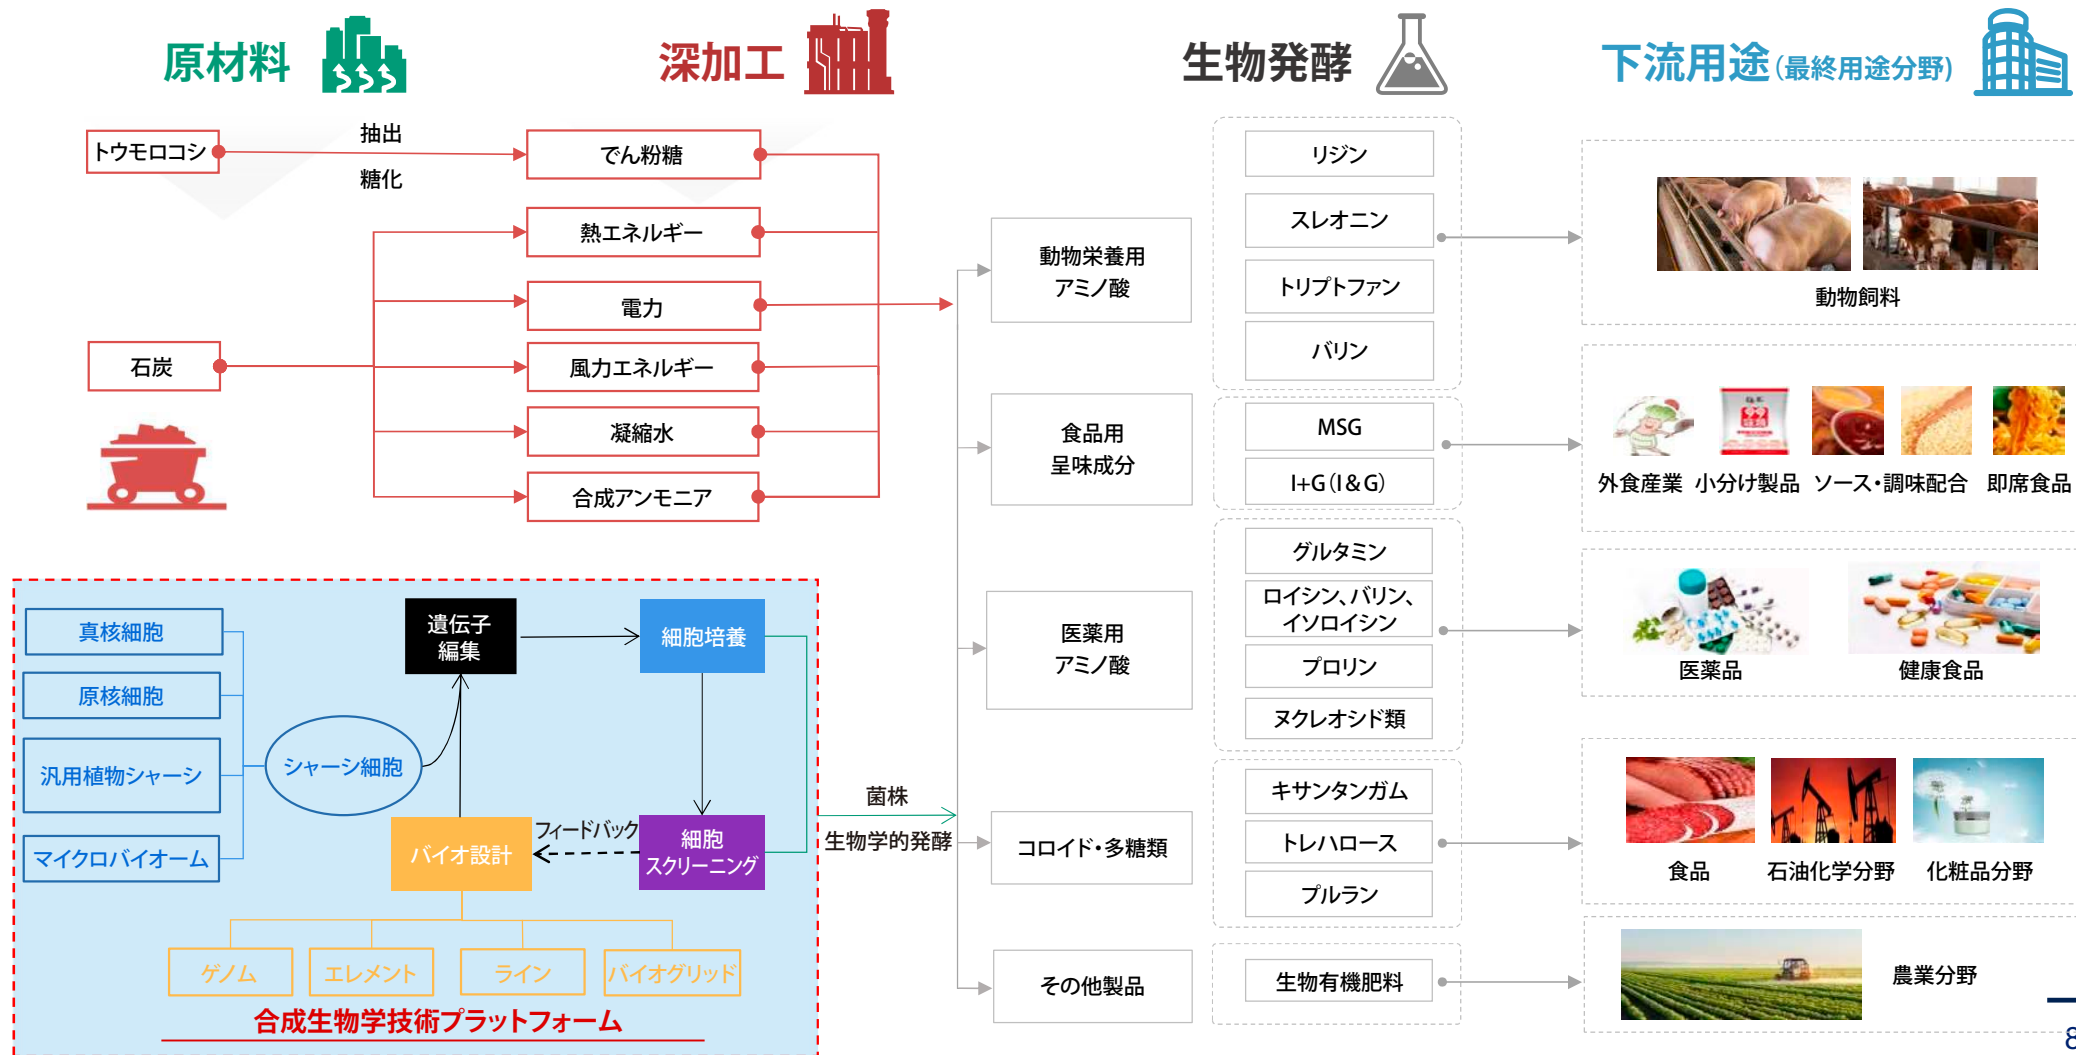 原材料
深加工
生物発酵
下流用途(最終用途分野)
トウモロコシ
抽出
糖化
でん粉糖
熱エネルギー
電力
石炭
風力エネルギー
凝縮水
合成アンモニア
動物栄養用
アミノ酸
食品用
呈味成分
医薬用
アミノ酸
コロイド・多糖類
その他製品
リジン
スレオニン
トリプトファン
バリン
MSG
I+G(I&G)
グルタミン
ロイシン、バリン、
イソロイシン
プロリン
ヌクレオシド類
キサンタンガム
トレハロース
プルラン
生物有機肥料
動物飼料
外食産業
小分け製品
ソース・調味配合
即席食品
医薬品
健康食品
食品
石油化学分野
化粧品分野
農業分野
真核細胞
原核細胞
汎用植物シャーシ
マイクロバイオーム
シャーシ細胞
遺伝子
編集
細胞培養
バイオ設計
フィードバック
細胞
スクリーニング
菌株
生物学的発酵
ゲノム
エレメント
ライン
バイオグリッド
合成生物学技術プラットフォーム
8